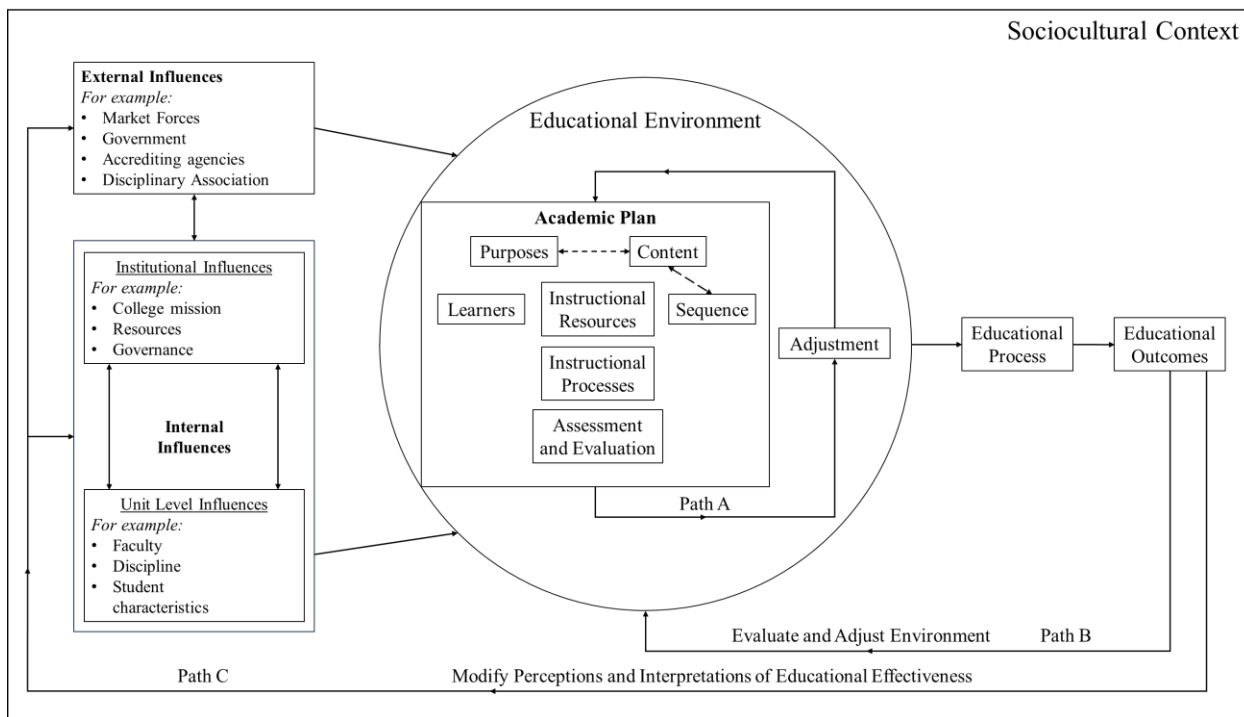 Sociocultural Context
External Influences
For example:
• Market Forces
• Government
• Accrediting agencies
• Disciplinary Association
Institutional Influences
For example:
• College mission
• Resources
• Governance
Internal
Influences
Unit Level Influences
For example:
• Faculty
• Discipline
• Student
characteristics
Educational Environment
Academic Plan
Purposes
Content
Learners
Instructional
Resources
Sequence
Instructional
Processes
Assessment
and Evaluation
Path A
Adjustment
Educational
Process
Educational
Outcomes
Evaluate and Adjust Environment
Path B
Path C
Modify Perceptions and Interpretations of Educational Effectiveness